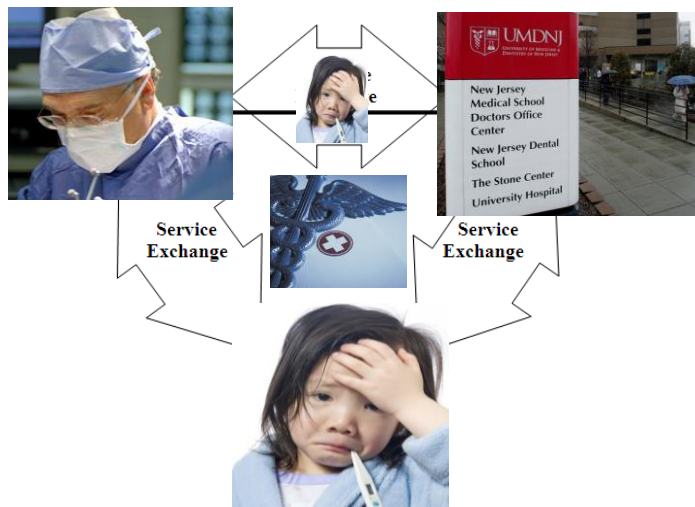 UMDNJ
UNIVERSITY OF MEDICINE &
DENTISTRY OF NEW JERSEY
New Jersey
Medical School
Doctors Office
Center
New Jersey Dental
School
The Stone Center
University Hospital
Service
Exchange
Service
Exchange